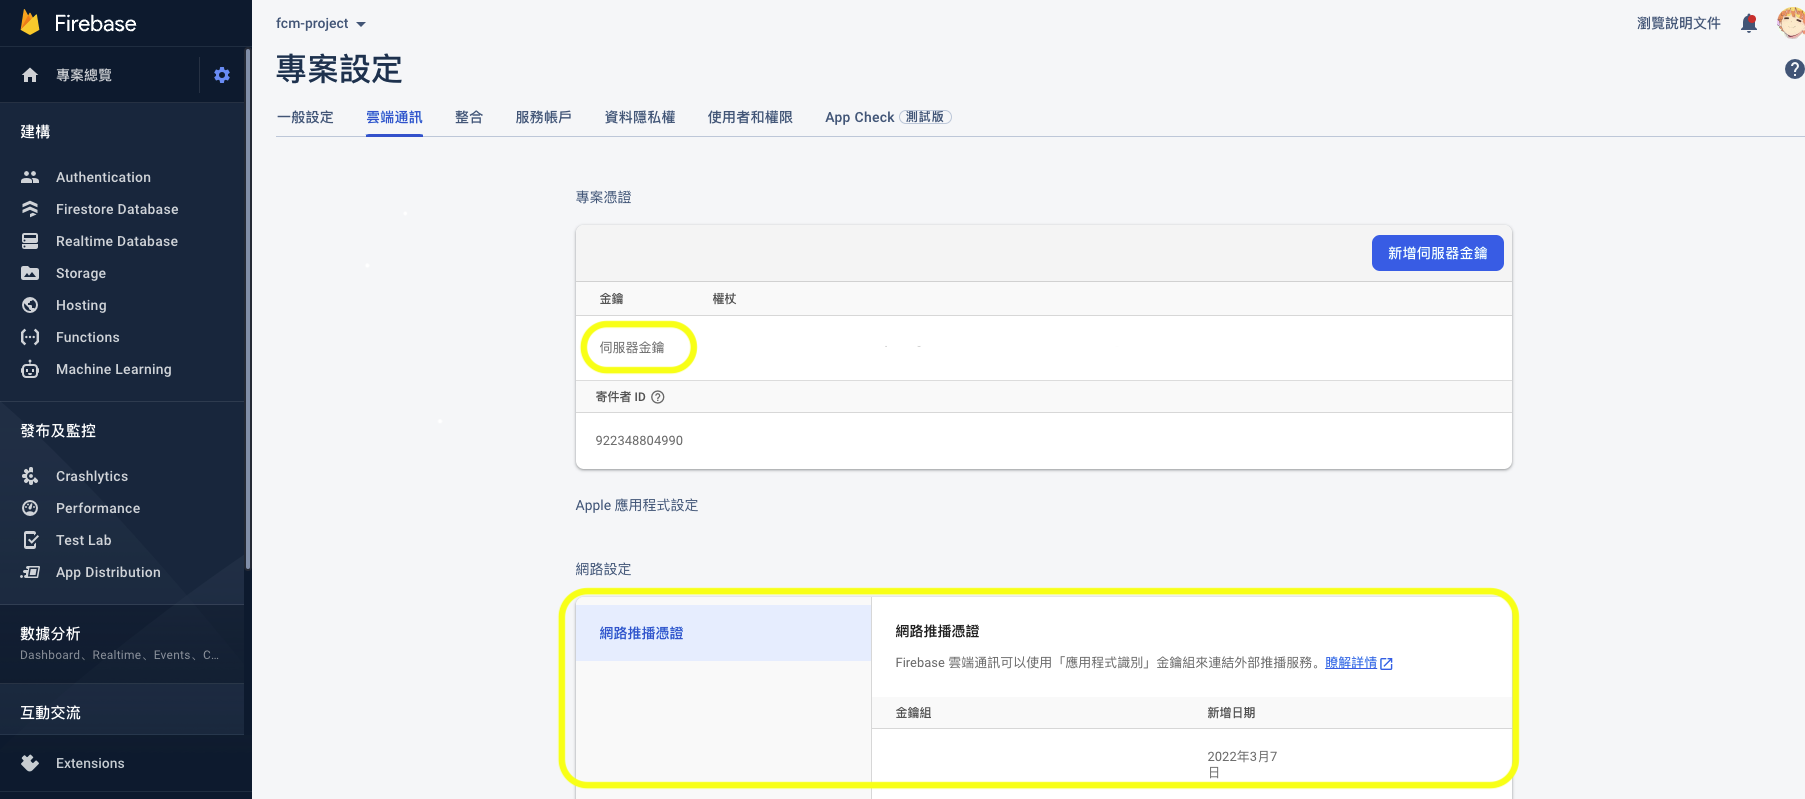 Firebase
專案總覽
建構
Authentication
Firestore Database
Realtime Database
Storage
Hosting
Functions
Machine Learning
發布及監控
Crashlytics
Performance
Test Lab
App Distribution
數據分析
Dashboard、Realtime、Events、C...
互動交流
Extensions
fcm-project
瀏覽說明文件
專案設定
一般設定 雲端通訊 整合 服務帳戶 資料隱私權 使用者和權限 App Check 測試版
專案憑證
新增伺服器金鑰
金鑰 權杖
伺服器金鑰
寄件者 ID
922348804990
Apple 應用程式設定
網路設定
網路推播憑證
網路推播憑證
Firebase 雲端通訊可以使用「應用程式識別」金鑰組來連結外部推播服務。瞭解詳情
金鑰組 新增日期
2022年3月7
日